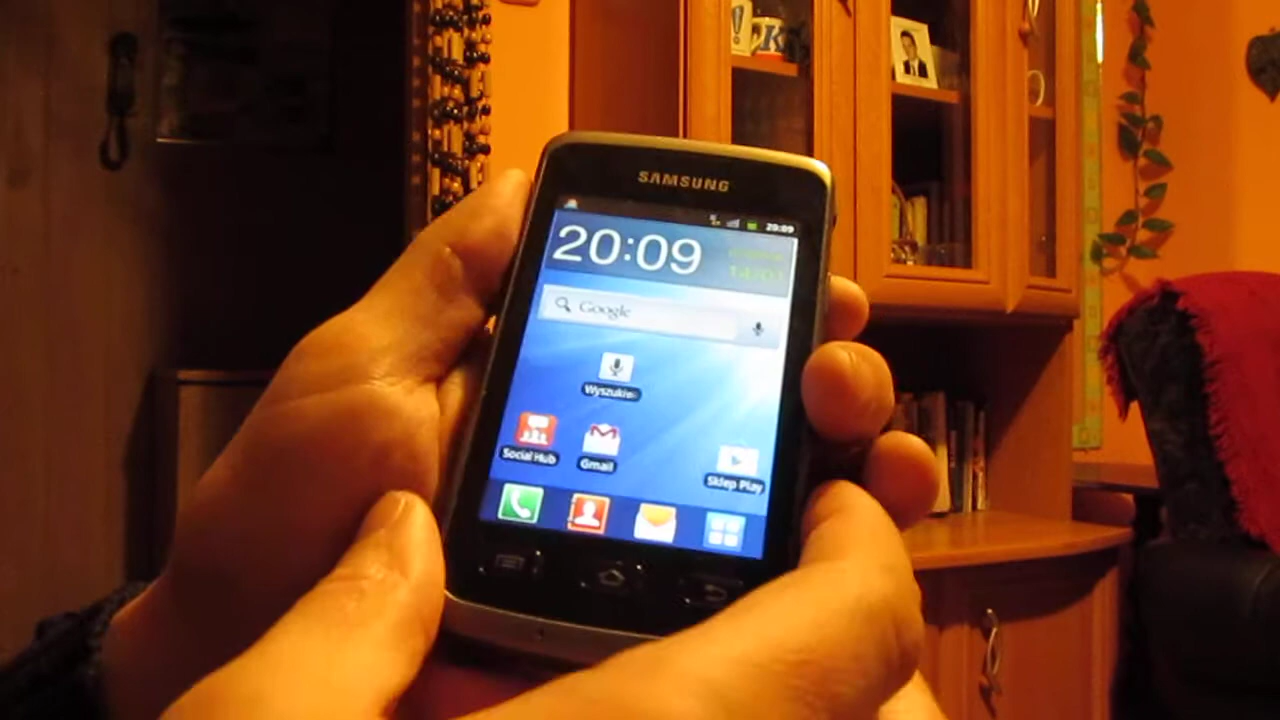 SAMSUNG
20:09
20:09
Google
Wyszukiw
Social Hub
Gmail
Sklep Play
K